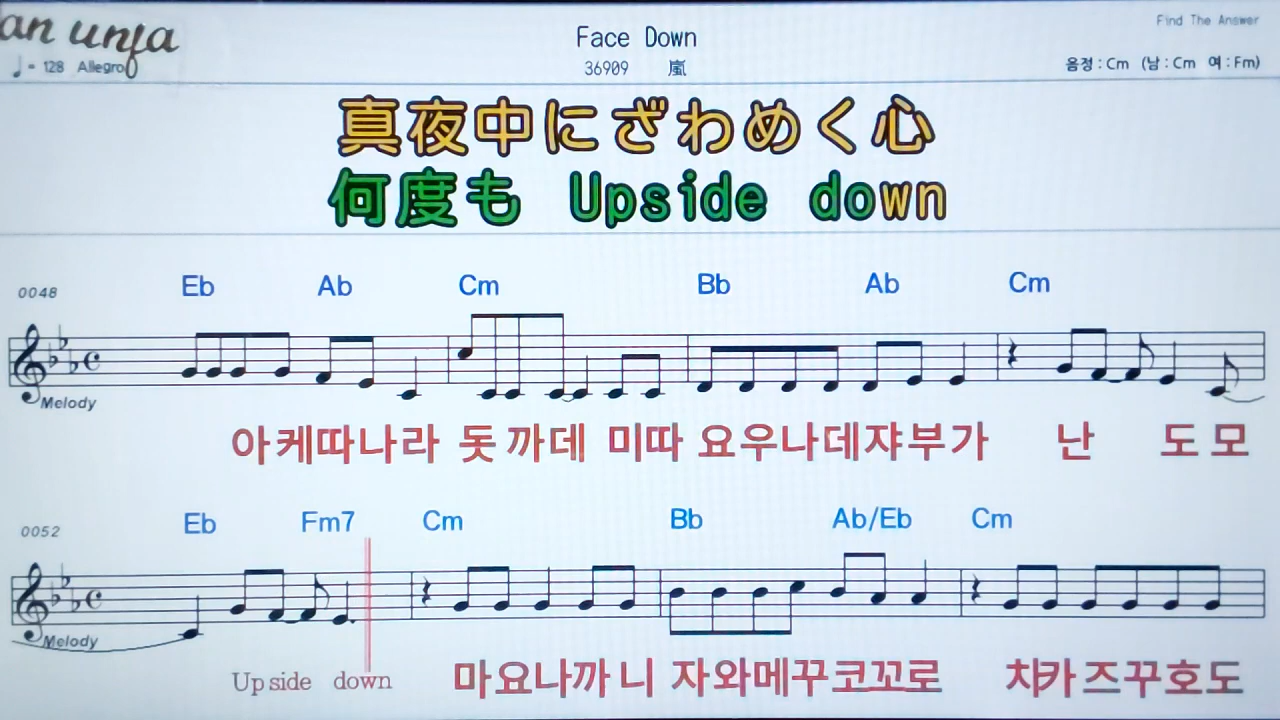 an unja
Face Down
Find The Answer
♩= 128 Allegro
36909 嵐
음정 : Cm (남 : Cm 여 : Fm)
真夜中にざわめく心
何度も Upside down
0048
Eb Ab Cm Bb Ab Cm
Melody
아케따나라 돗까데 미따 요우나데쟈부가 난 도모
0052
Eb Fm7 Cm Bb Ab/Eb Cm
Melody
Upside down 마요나까니 자와메꾸코꼬로 치카즈꾸호도